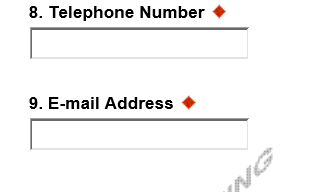 8. Telephone Number
9. E-mail Address